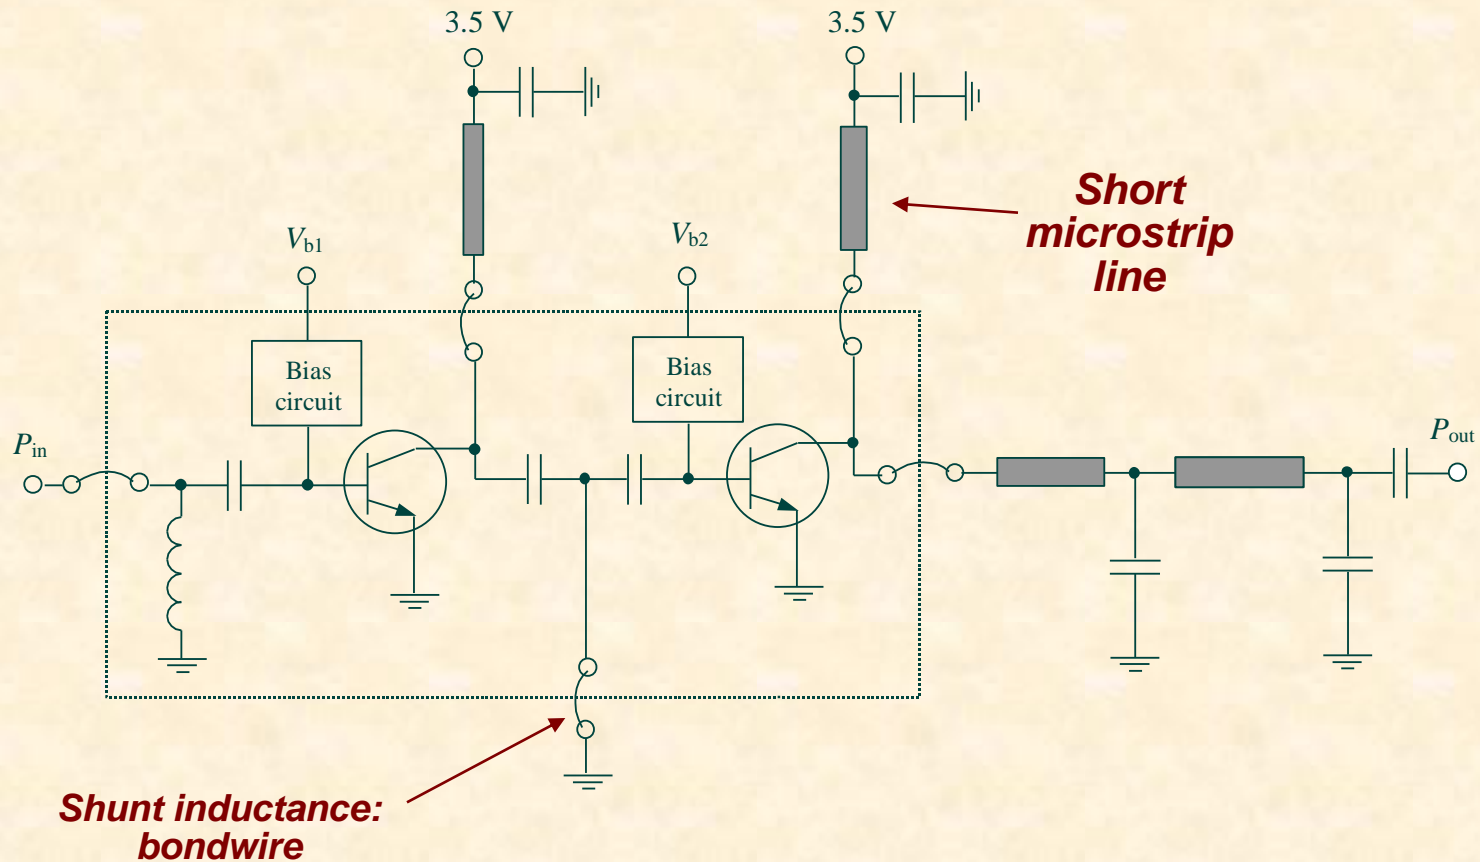 3.5 V
3.5 V
Short
microstrip
line
Vb1
Vb2
Bias
circuit
Bias
circuit
Pin
Pout
Shunt inductance:
bondwire